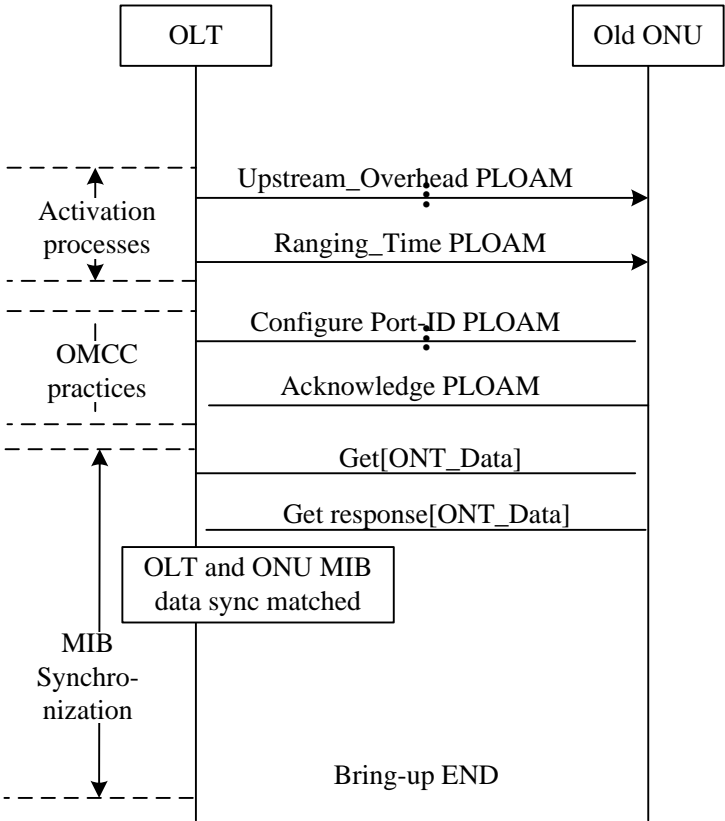 OLT
Old ONU
Upstream_Overhead PLOAM
Activation
processes
Ranging_Time PLOAM
Configure Port-ID PLOAM
OMCC
practices
Acknowledge PLOAM
Get[ONT_Data]
Get response[ONT_Data]
OLT and ONU MIB
data sync matched
MIB
Synchro-
nization
Bring-up END